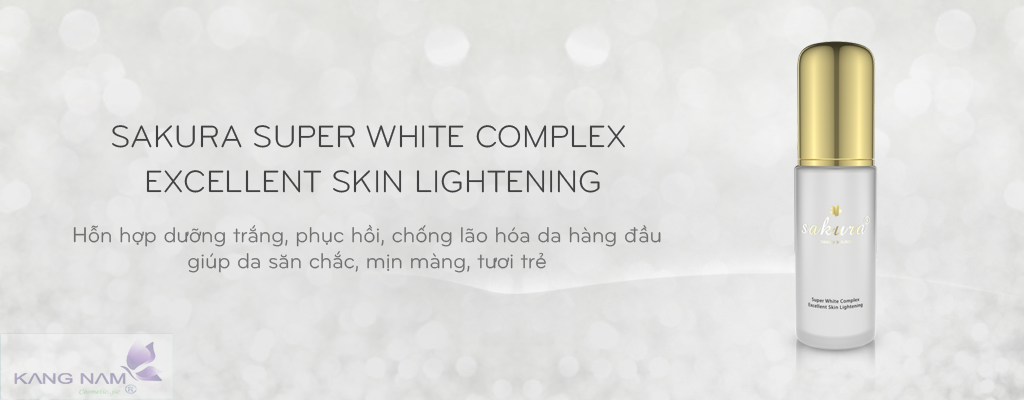 SAKURA SUPER WHITE COMPLEX
EXCELLENT SKIN LIGHTENING
Hỗn hợp dưỡng trắng, phục hồi, chống lão hóa da hàng đầu
giúp da săn chắc, mịn màng, tươi trẻ
sakura
Super White Complex
Excellent Skin Lightening
KANG NAM®